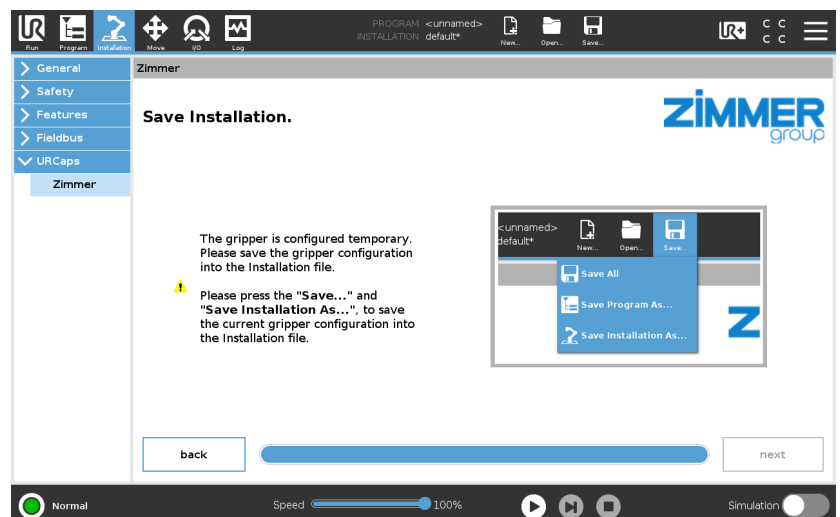 PROGRAM <unnamed>
INSTALLATION default*
Run
Program
Installation
Move
I/O
Log
New...
Open...
Save...
UR+
C C
C C
General
Safety
Features
Fieldbus
URCaps
Zimmer
Zimmer
Save Installation.
ZIMMER
group
The gripper is configured temporary.
Please save the gripper configuration
into the Installation file.
Please press the "Save..." and
"Save Installation As...", to save
the current gripper configuration into
the Installation file.
<unnamed>
default*
New...
Open...
Save...
Save All
Save Program As...
Save Installation As...
Z
back
next
Normal
Speed
100%
Simulation